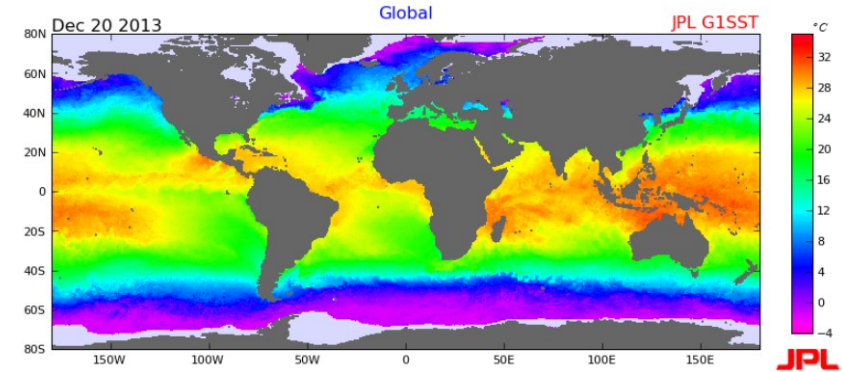 Global
Dec 20 2013
JPL G1SST
°C
80N
60N
40N
20N
0
20S
40S
60S
80S
150W
100W
50W
0
50E
100E
150E
32
28
24
20
16
12
8
4
0
−4
JPL